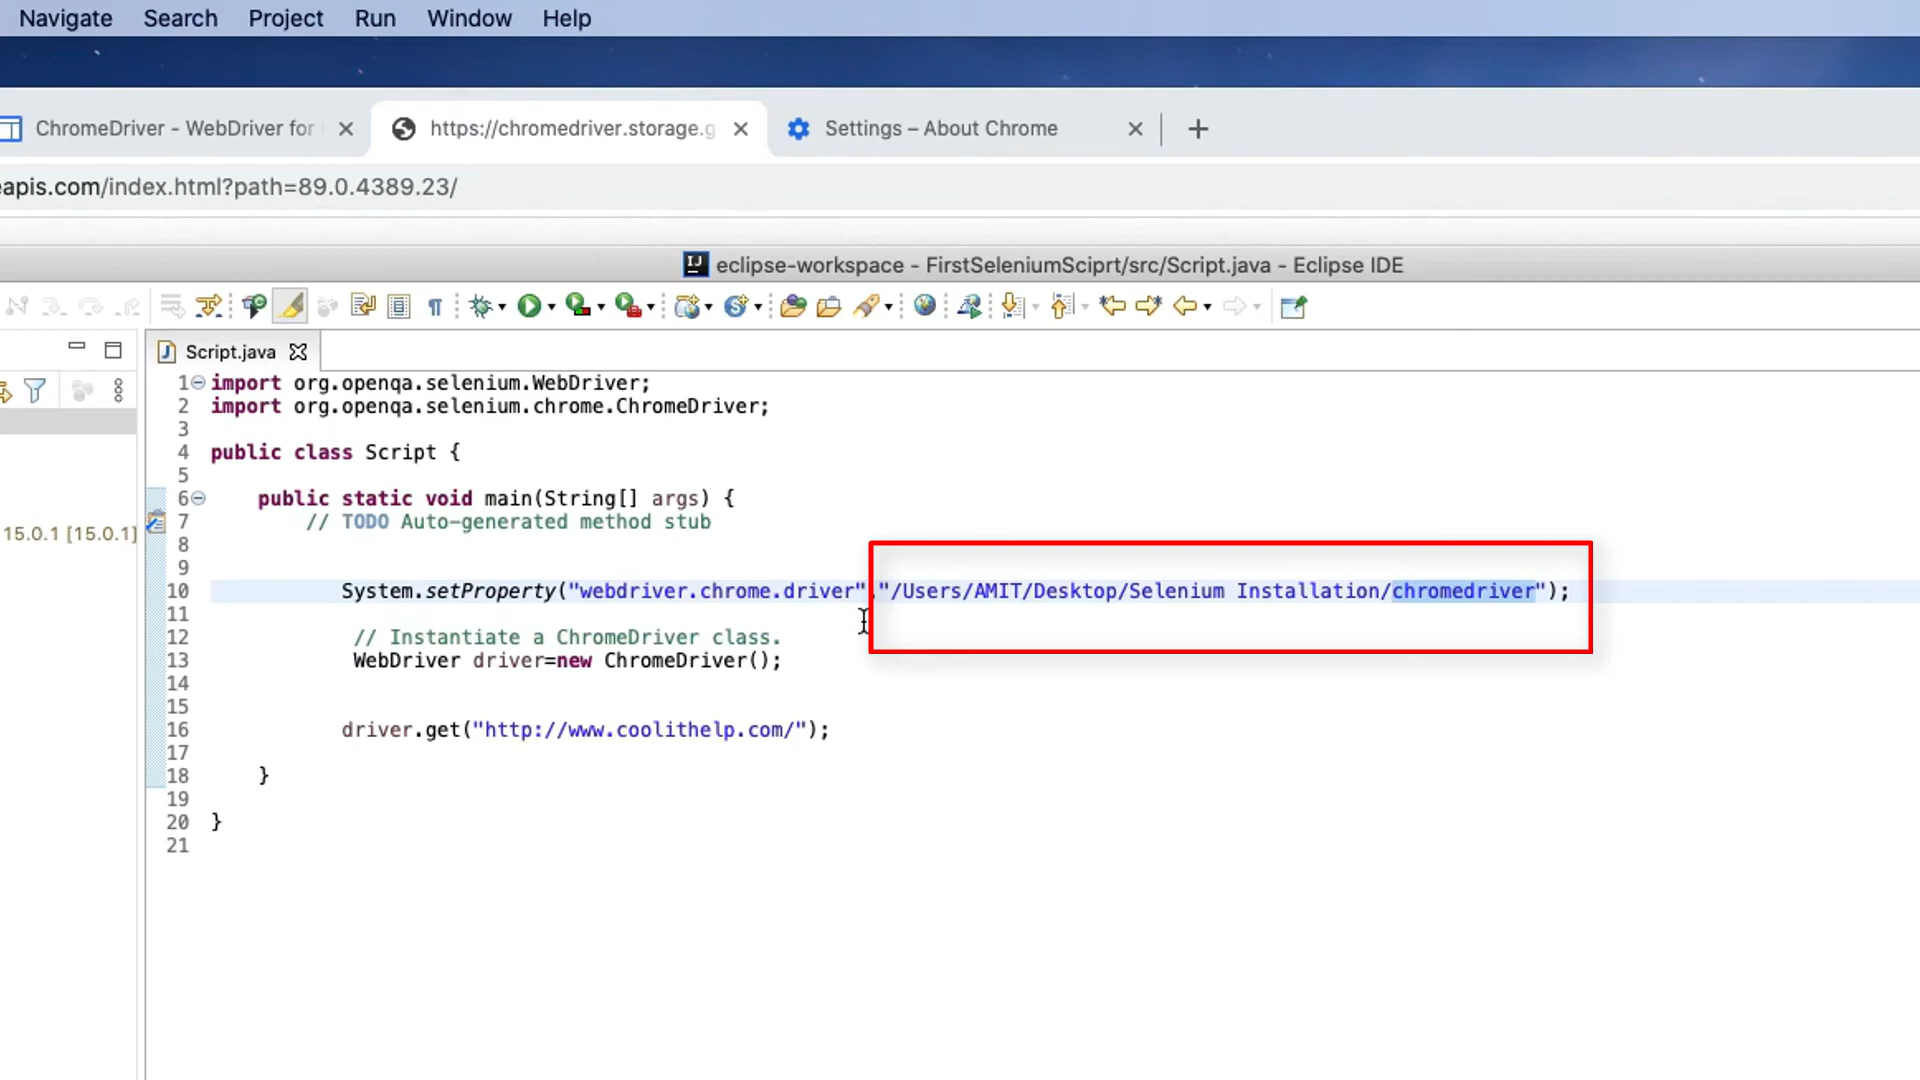 Navigate Search Project Run Window Help
ChromeDriver - WebDriver for
https://chromedriver.storage.g
Settings – About Chrome
eapis.com/index.html?path=89.0.4389.23/
eclipse-workspace - FirstSeleniumSciprt/src/Script.java - Eclipse IDE
Script.java
15.0.1 [15.0.1]
1 import org.openqa.selenium.WebDriver;
2 import org.openqa.selenium.chrome.ChromeDriver;
3
4 public class Script {
5
6 public static void main(String[] args) {
7 // TODO Auto-generated method stub
8
9
10 System.setProperty("webdriver.chrome.driver","/Users/AMIT/Desktop/Selenium Installation/chromedriver");
11
12 // Instantiate a ChromeDriver class.
13 WebDriver driver=new ChromeDriver();
14
15
16 driver.get("http://www.coolithelp.com/");
17
18 }
19
20 }
21